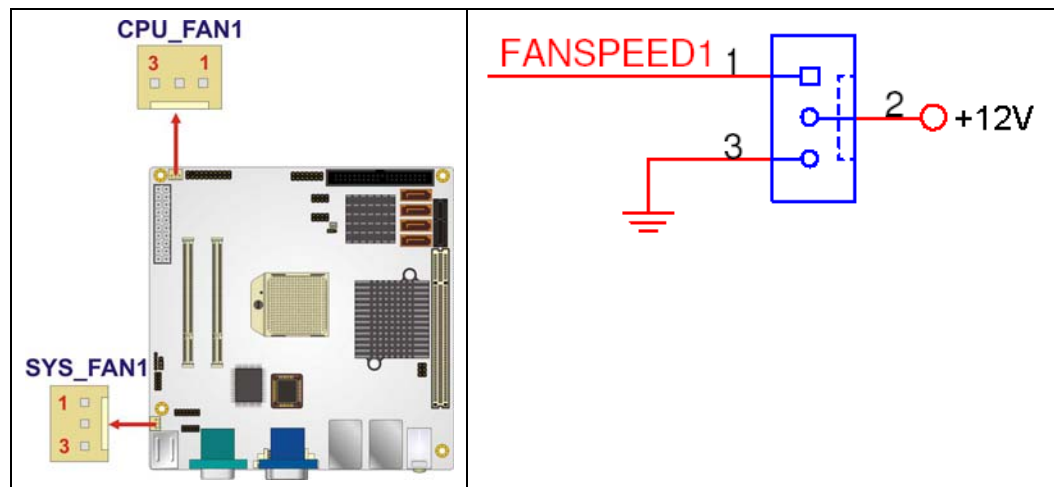 CPU_FAN1
3 1
SYS_FAN1
1
3
FANSPEED1 1
2 +12V
3